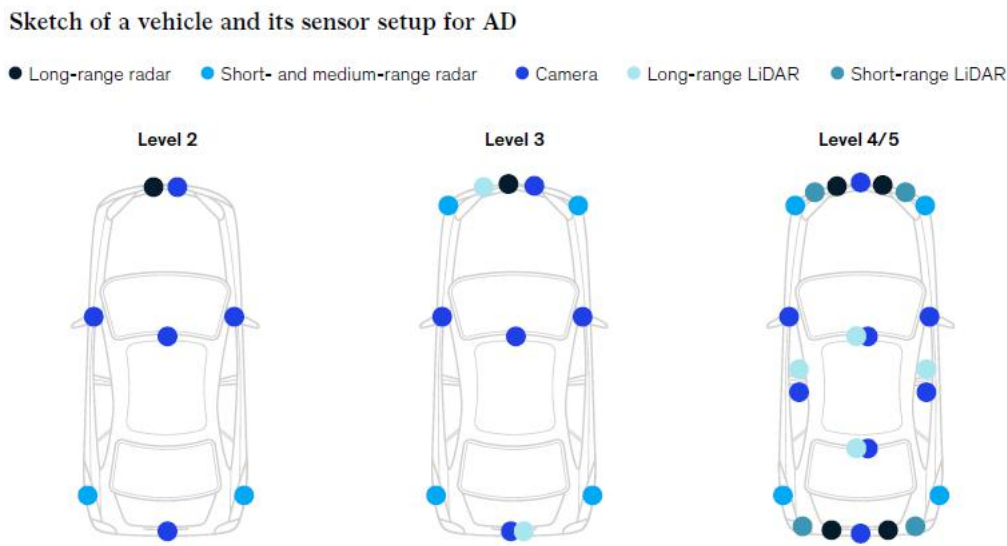 Sketch of a vehicle and its sensor setup for AD
Long-range radar Short- and medium-range radar Camera Long-range LiDAR Short-range LiDAR
Level 2 Level 3 Level 4/5